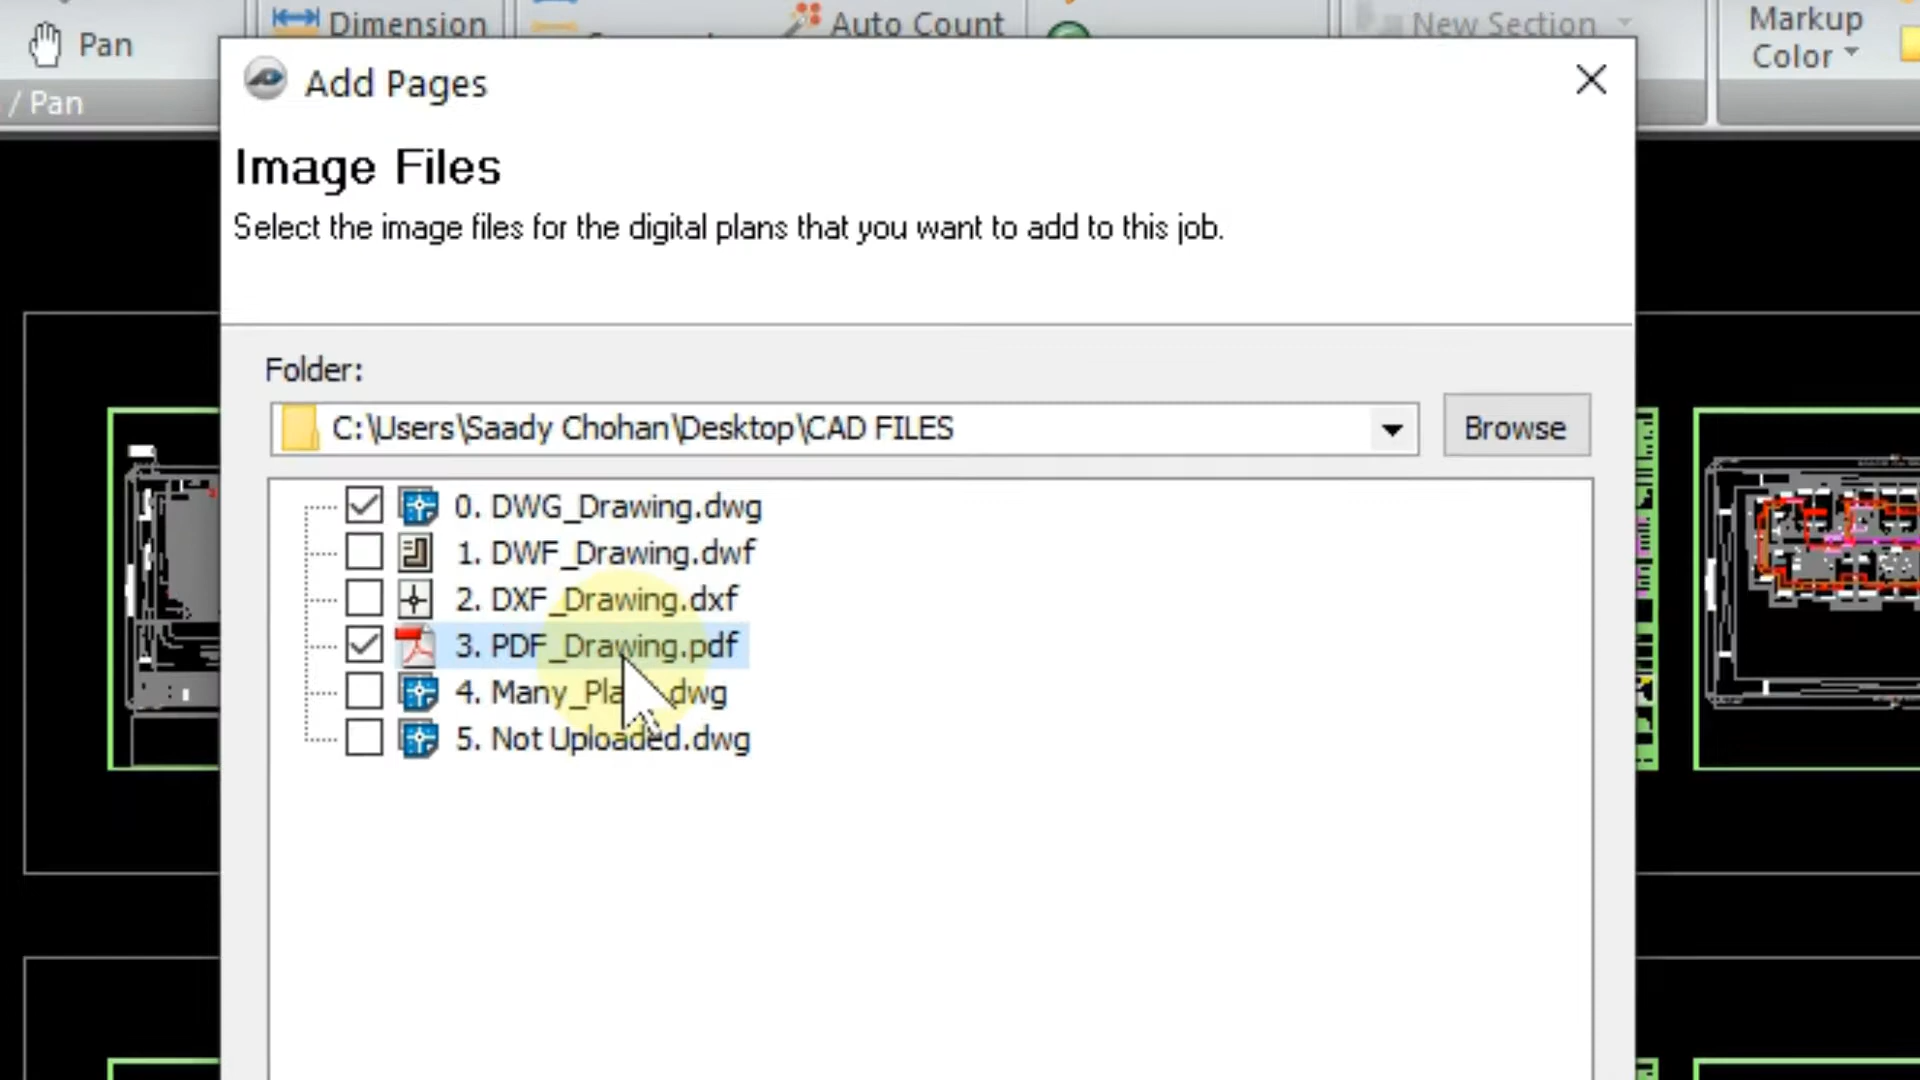 Dimension
Auto Count
New Section
Markup
Color
Pan
/ Pan
Add Pages
Image Files
Select the image files for the digital plans that you want to add to this job.
Folder:
C:\Users\Saady Chohan\Desktop\CAD FILES
Browse
0. DWG_Drawing.dwg
1. DWF_Drawing.dwf
2. DXF_Drawing.dxf
3. PDF_Drawing.pdf
4. dwg
5. Not Uploaded.dwg